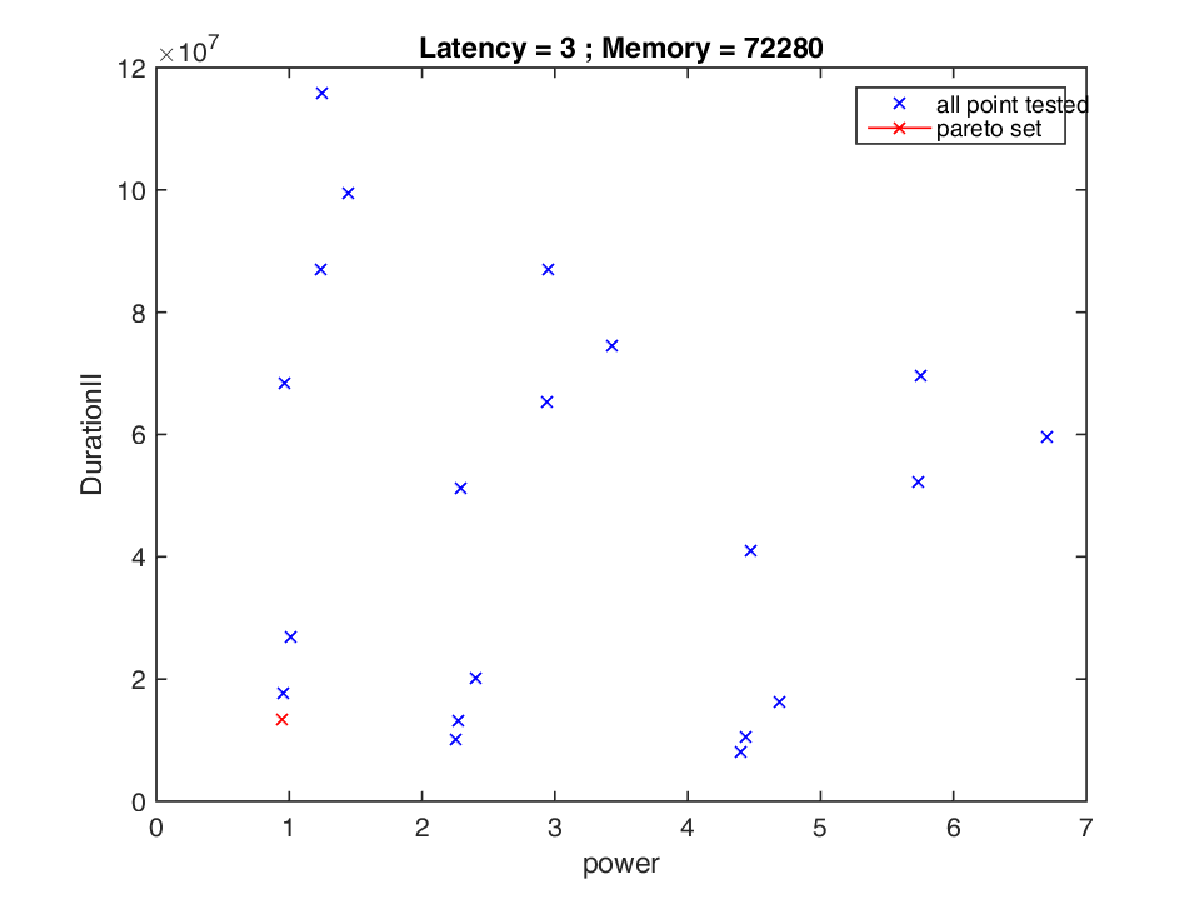 Latency = 3 ; Memory = 72280
×10^7
12
10
8
6
4
2
0
DurationII
all point tested
pareto set
0 1 2 3 4 5 6 7
power